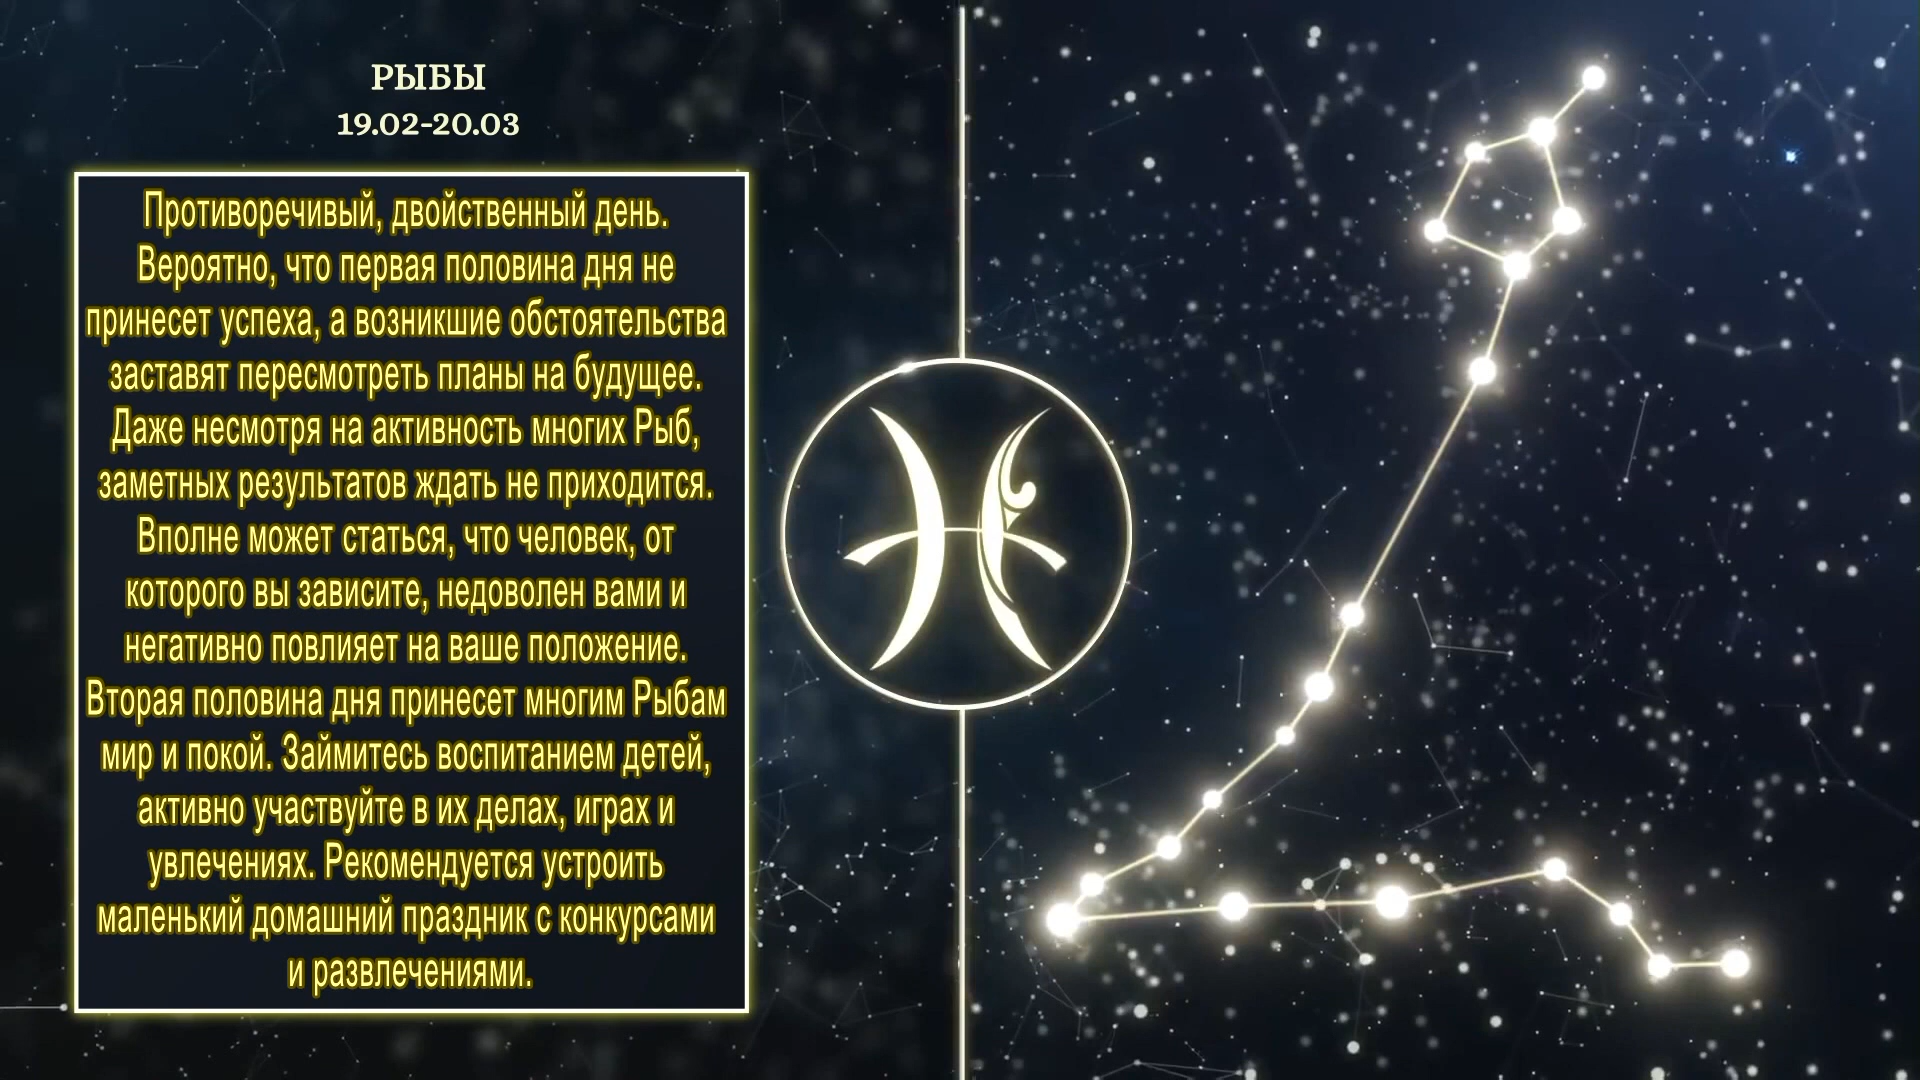 РЫБЫ
19.02-20.03
Противоречивый, двойственный день.
Вероятно, что первая половина дня не
принесет успеха, а возникшие обстоятельства
заставят пересмотреть планы на будущее.
Даже несмотря на активность многих Рыб,
заметных результатов ждать не приходится.
Вполне может статься, что человек, от
которого вы зависите, недоволен вами и
негативно повлияет на ваше положение.
Вторая половина дня принесет многим Рыбам
мир и покой. Займитесь воспитанием детей,
активно участвуйте в их делах, играх и
увлечениях. Рекомендуется устроить
маленький домашний праздник с конкурсами
и развлечениями.